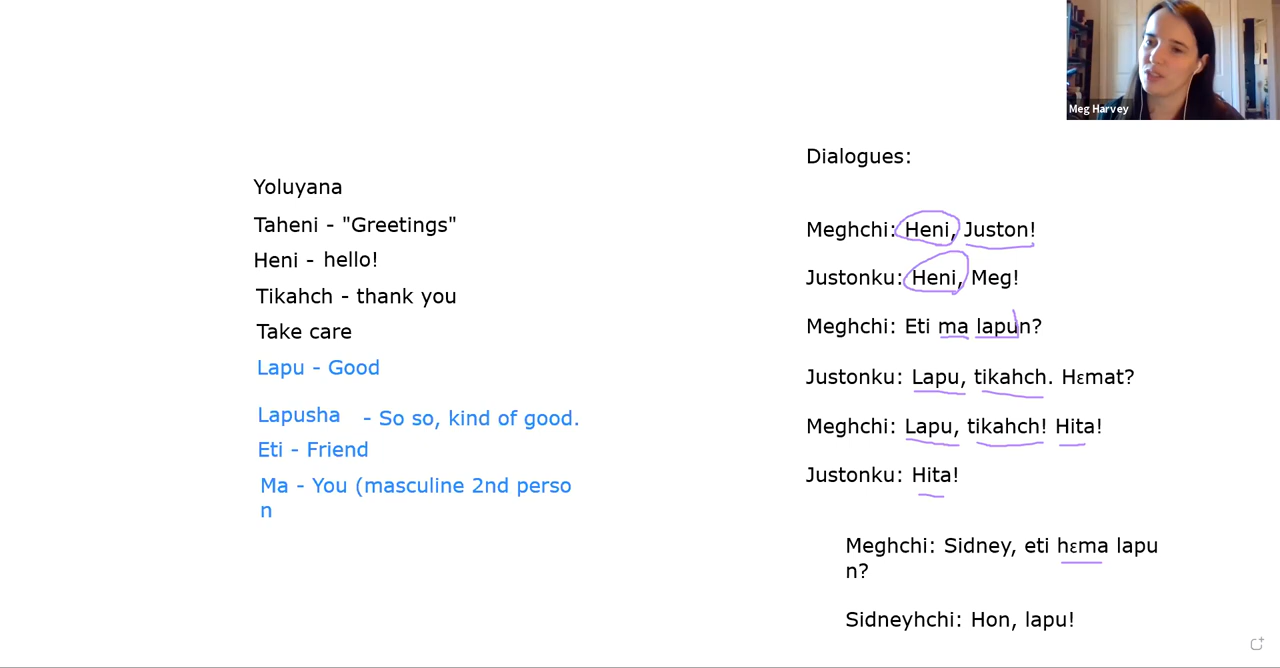 Meg Harvey
Yoluyana
Taheni - "Greetings"
Heni - hello!
Tikahch - thank you
Take care
Lapu - Good
Lapusha - So so, kind of good.
Eti - Friend
Ma - You (masculine 2nd perso
n
Dialogues:
Meghchi: Heni, Juston!
Justonku: Heni, Meg!
Meghchi: Eti ma lapun?
Justonku: Lapu, tikahch. Hɛmat?
Meghchi: Lapu, tikahch! Hita!
Justonku: Hita!
Meghchi: Sidney, eti hɛma lapu
n?
Sidneyhchi: Hon, lapu!